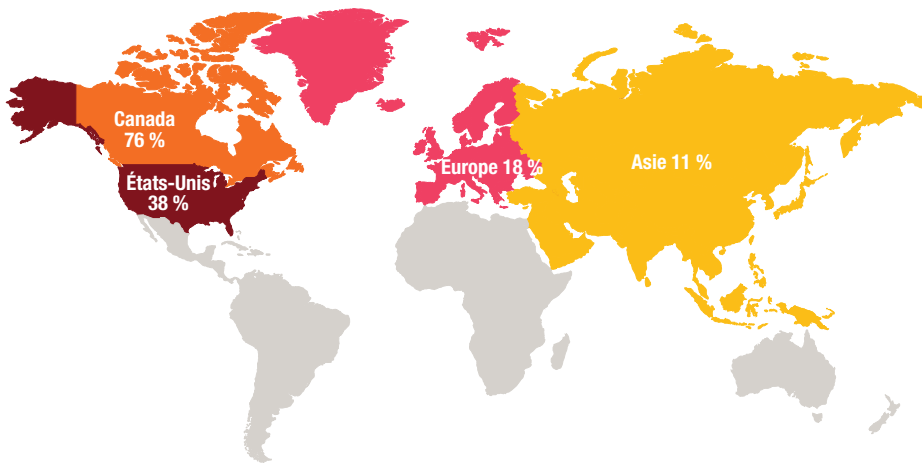 Canada
76 %
États-Unis
38 %
Europe 18 %
Asie 11 %